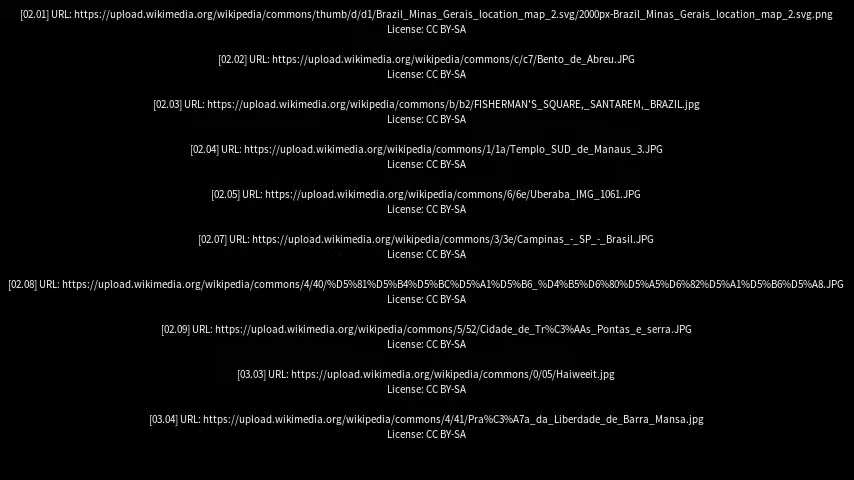 [02.01] URL: https://upload.wikimedia.org/wikipedia/commons/thumb/d/d1/Brazil_Minas_Gerais_location_map_2.svg/2000px-Brazil_Minas_Gerais_location_map_2.svg.png
License: CC BY-SA
[02.02] URL: https://upload.wikimedia.org/wikipedia/commons/c/c7/Bento_de_Abreu.JPG
License: CC BY-SA
[02.03] URL: https://upload.wikimedia.org/wikipedia/commons/b/b2/FISHERMAN'S_SQUARE,_SANTAREM,_BRAZIL.jpg
License: CC BY-SA
[02.04] URL: https://upload.wikimedia.org/wikipedia/commons/1/1a/Templo_SUD_de_Manaus_3.JPG
License: CC BY-SA
[02.05] URL: https://upload.wikimedia.org/wikipedia/commons/6/6e/Uberaba_IMG_1061.JPG
License: CC BY-SA
[02.07] URL: https://upload.wikimedia.org/wikipedia/commons/3/3e/Campinas_-_SP_-_Brasil.JPG
License: CC BY-SA
[02.08] URL: https://upload.wikimedia.org/wikipedia/commons/4/40/%D5%81%D5%B4%D5%BC%D5%A1%D5%B6_%D4%B5%D6%80%D5%A5%D6%82%D5%A1%D5%B6%D5%A8.JPG
License: CC BY-SA
[02.09] URL: https://upload.wikimedia.org/wikipedia/commons/5/52/Cidade_de_Tr%C3%AAs_Pontas_e_serra.JPG
License: CC BY-SA
[03.03] URL: https://upload.wikimedia.org/wikipedia/commons/0/05/Haiweeit.jpg
License: CC BY-SA
[03.04] URL: https://upload.wikimedia.org/wikipedia/commons/4/41/Pra%C3%A7a_da_Liberdade_de_Barra_Mansa.jpg
License: CC BY-SA